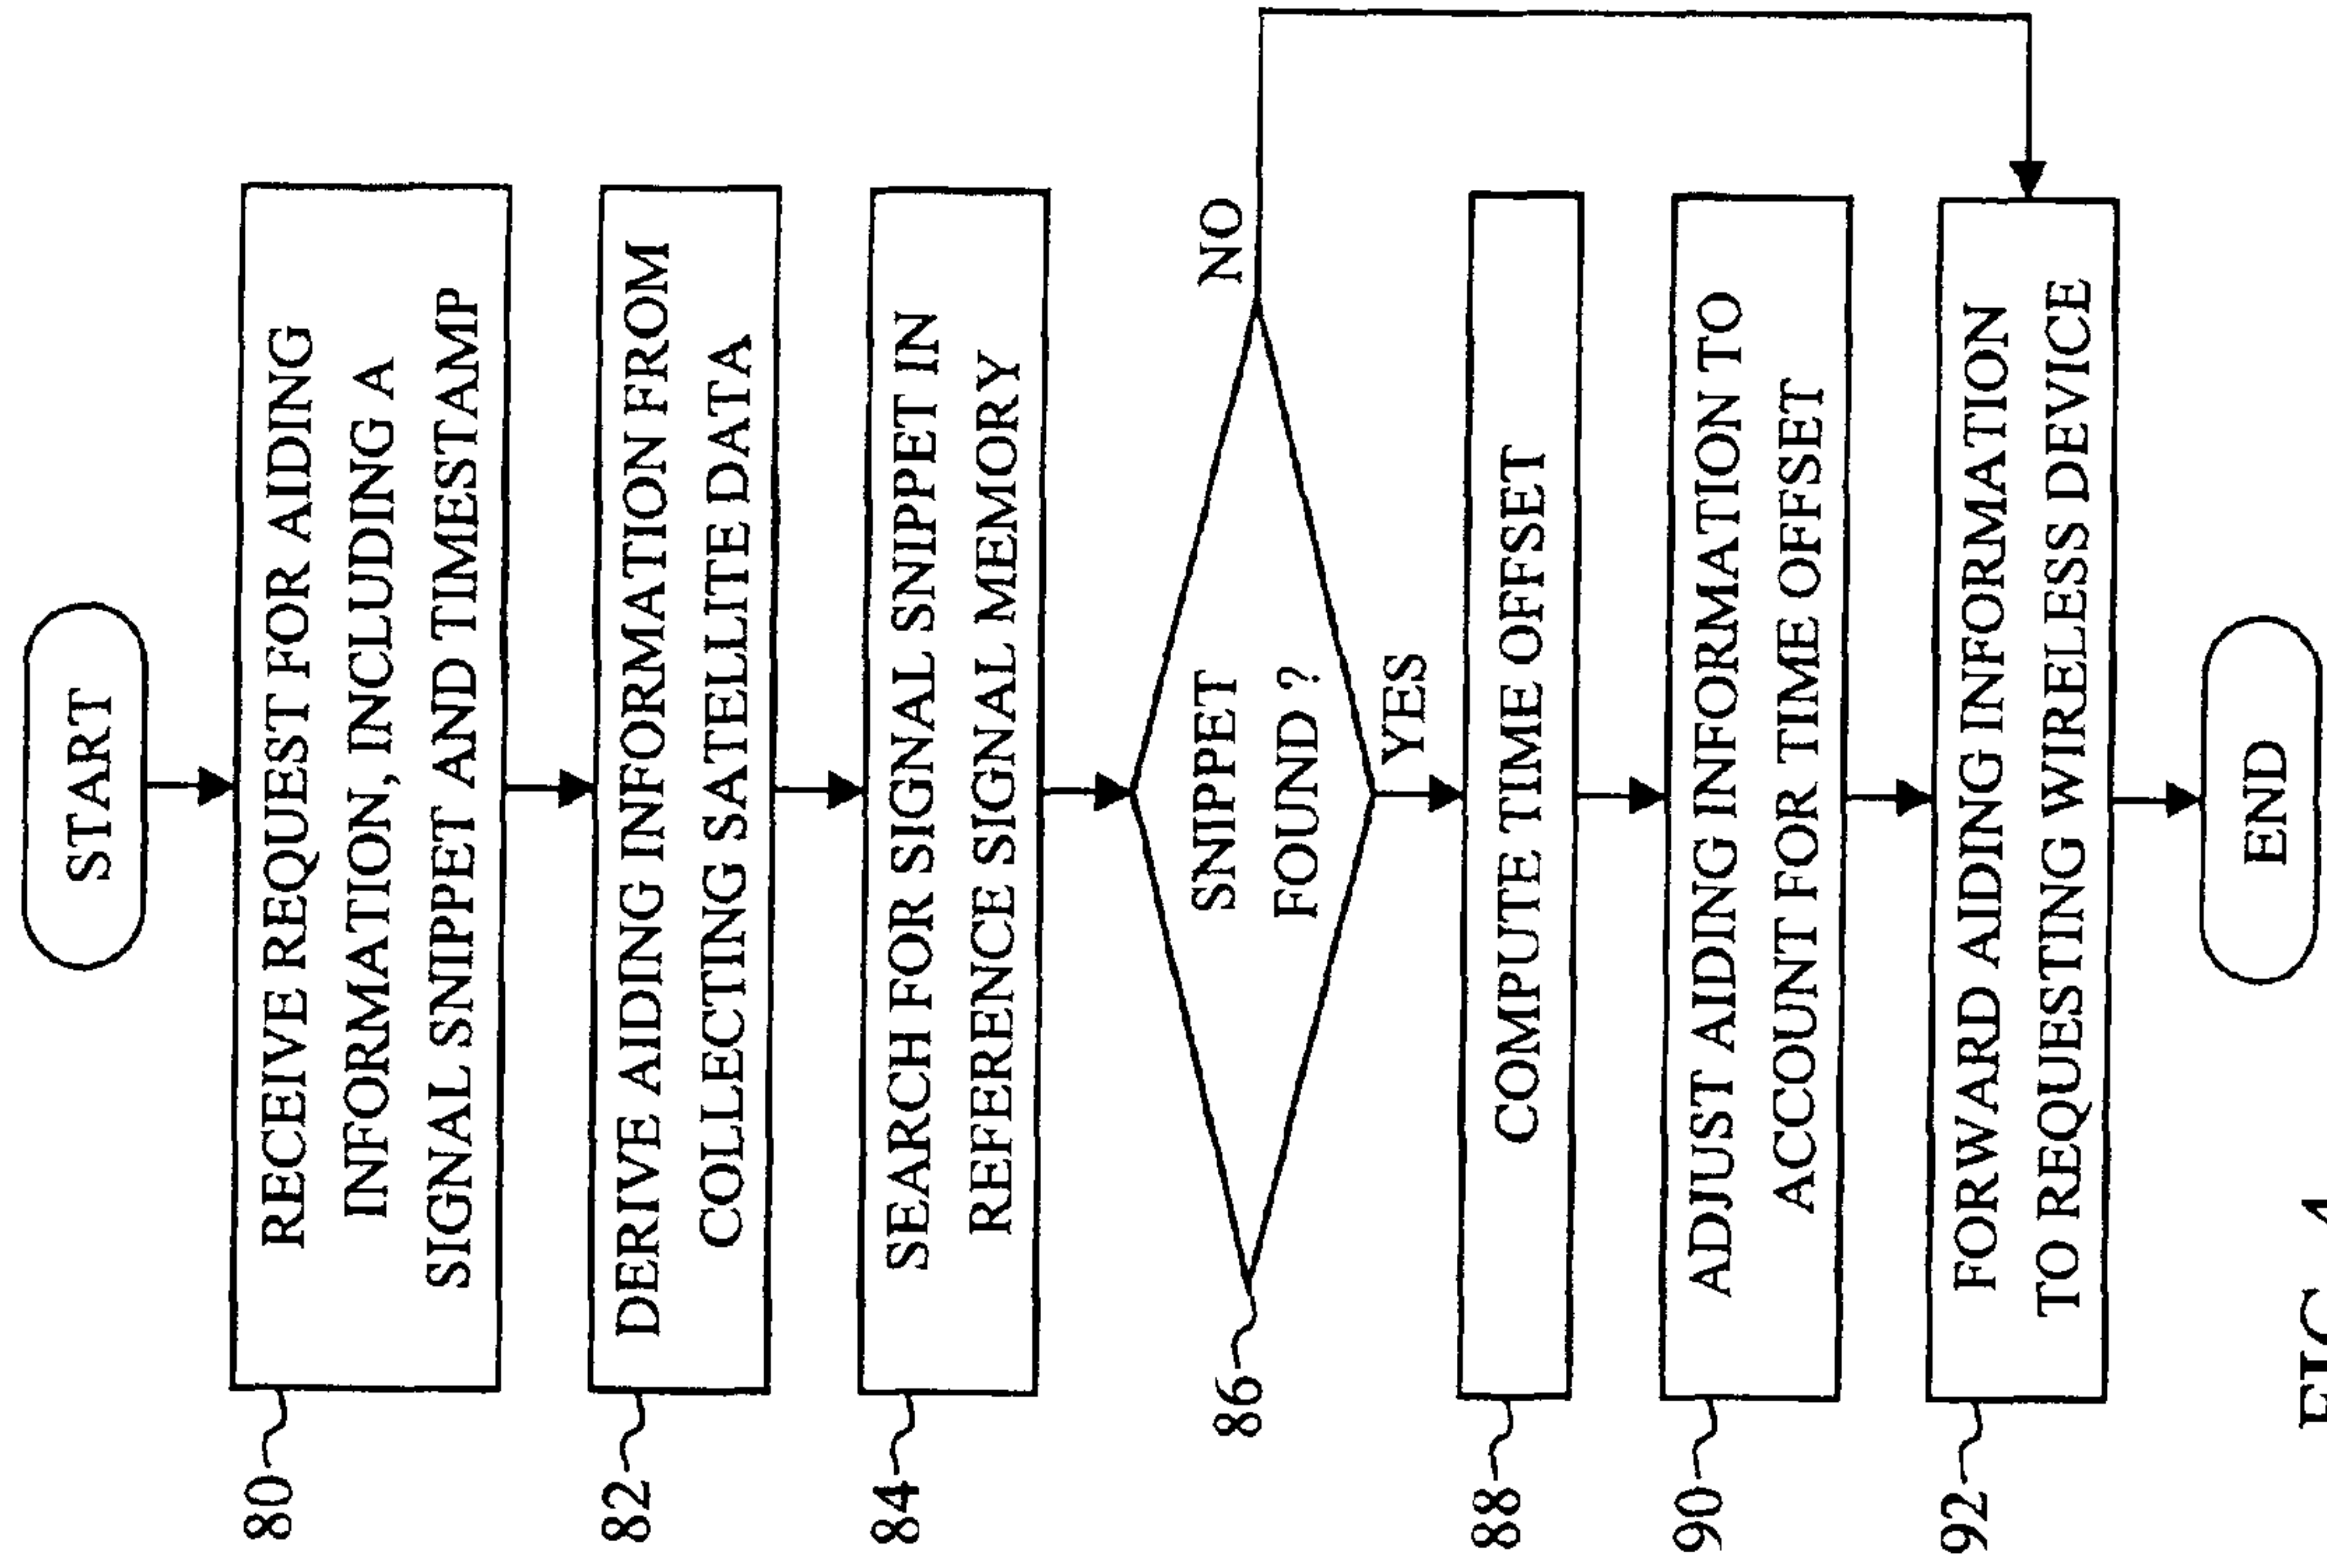 START
80
RECEIVE REQUEST FOR AIDING
INFORMATION, INCLUDING A
SIGNAL SNIPPET AND TIMESTAMP
82
DERIVE AIDING INFORMATION FROM
COLLECTING SATELLITE DATA
84
SEARCH FOR SIGNAL SNIPPET IN
REFERENCE SIGNAL MEMORY
86
SNIPPET
FOUND ?
NO
YES
88
COMPUTE TIME OFFSET
90
ADJUST AIDING INFORMATION TO
ACCOUNT FOR TIME OFFSET
92
FORWARD AIDING INFORMATION
TO REQUESTING WIRELESS DEVICE
END
FIG. 4